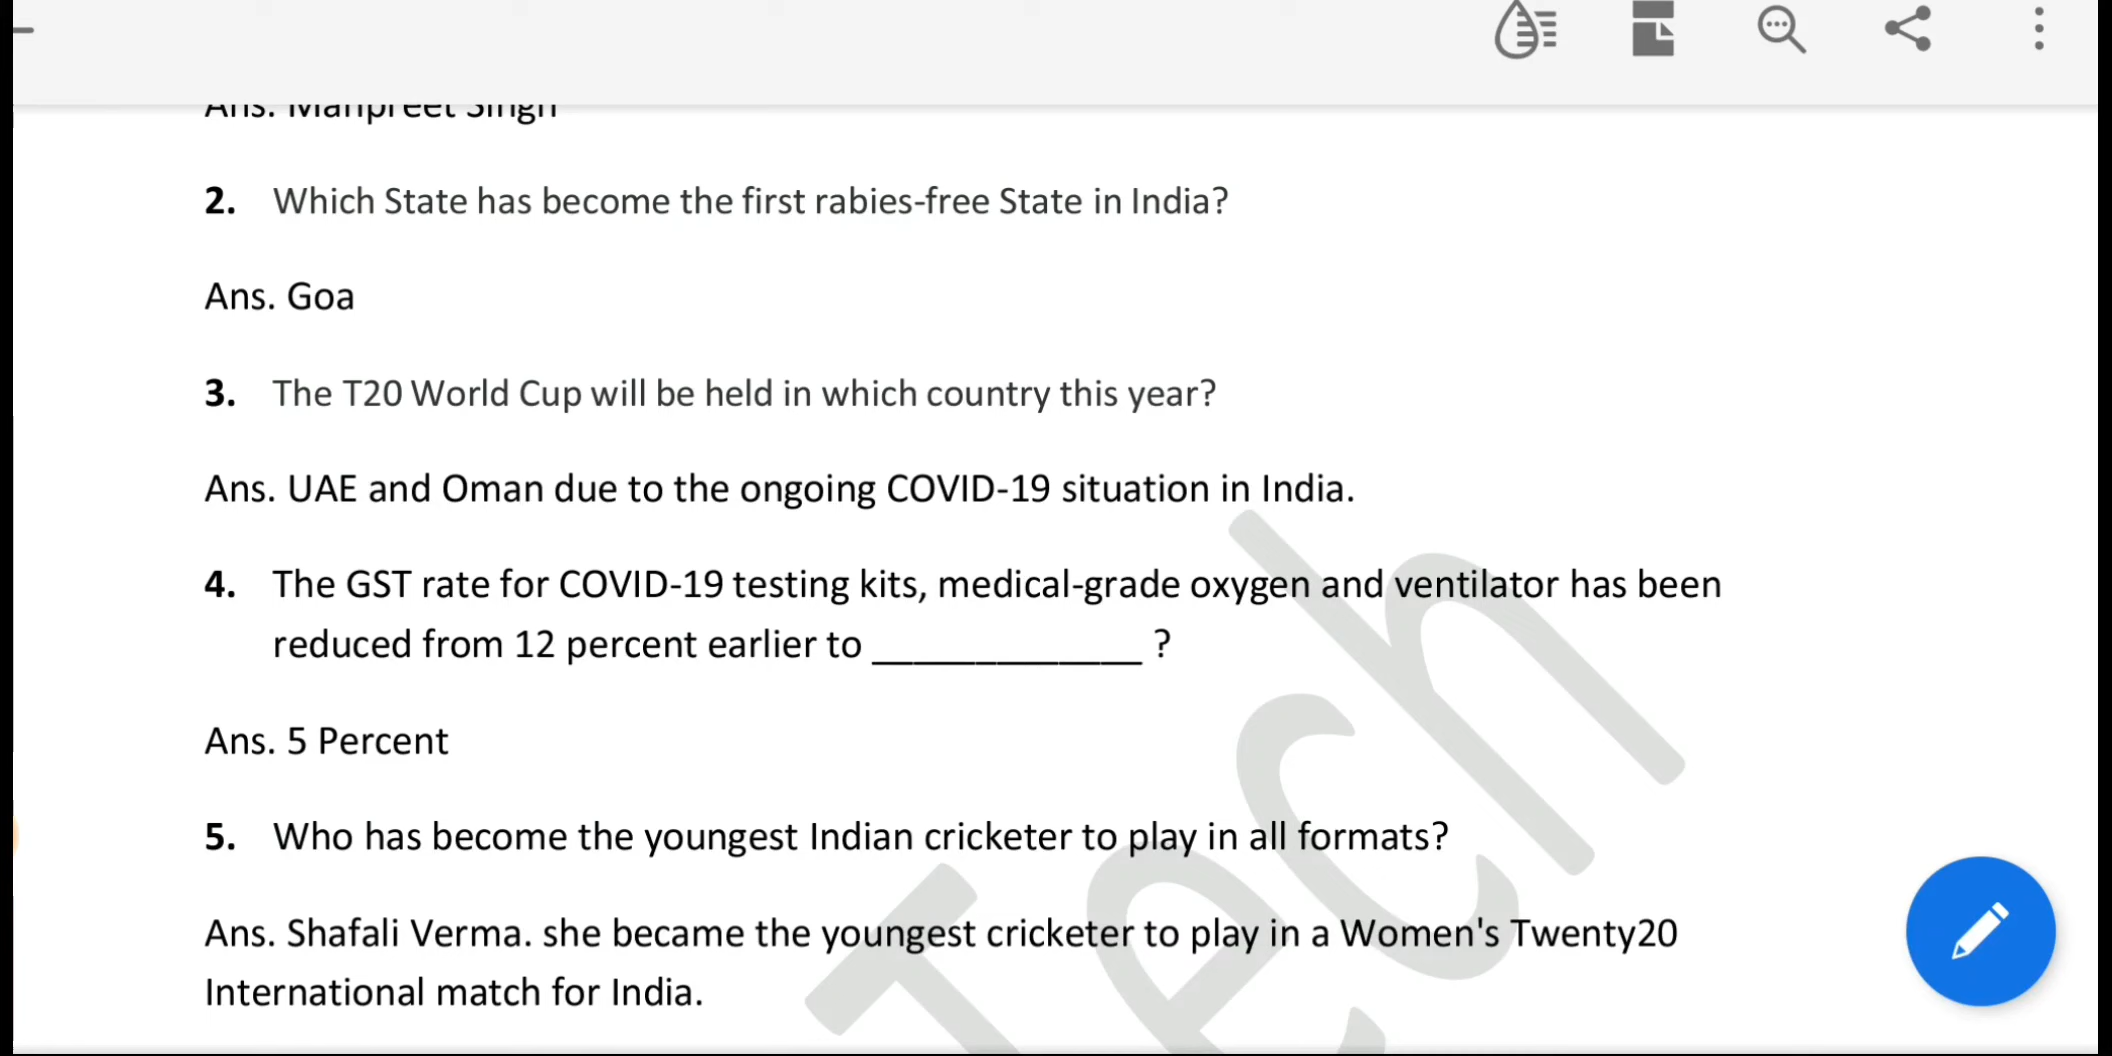 Ans. Manpreet Singh
2. Which State has become the first rabies-free State in India?
Ans. Goa
3. The T20 World Cup will be held in which country this year?
Ans. UAE and Oman due to the ongoing COVID-19 situation in India.
4. The GST rate for COVID-19 testing kits, medical-grade oxygen and ventilator has been
reduced from 12 percent earlier to _____________ ?
Ans. 5 Percent
5. Who has become the youngest Indian cricketer to play in all formats?
Ans. Shafali Verma. she became the youngest cricketer to play in a Women's Twenty20
International match for India.
Tech